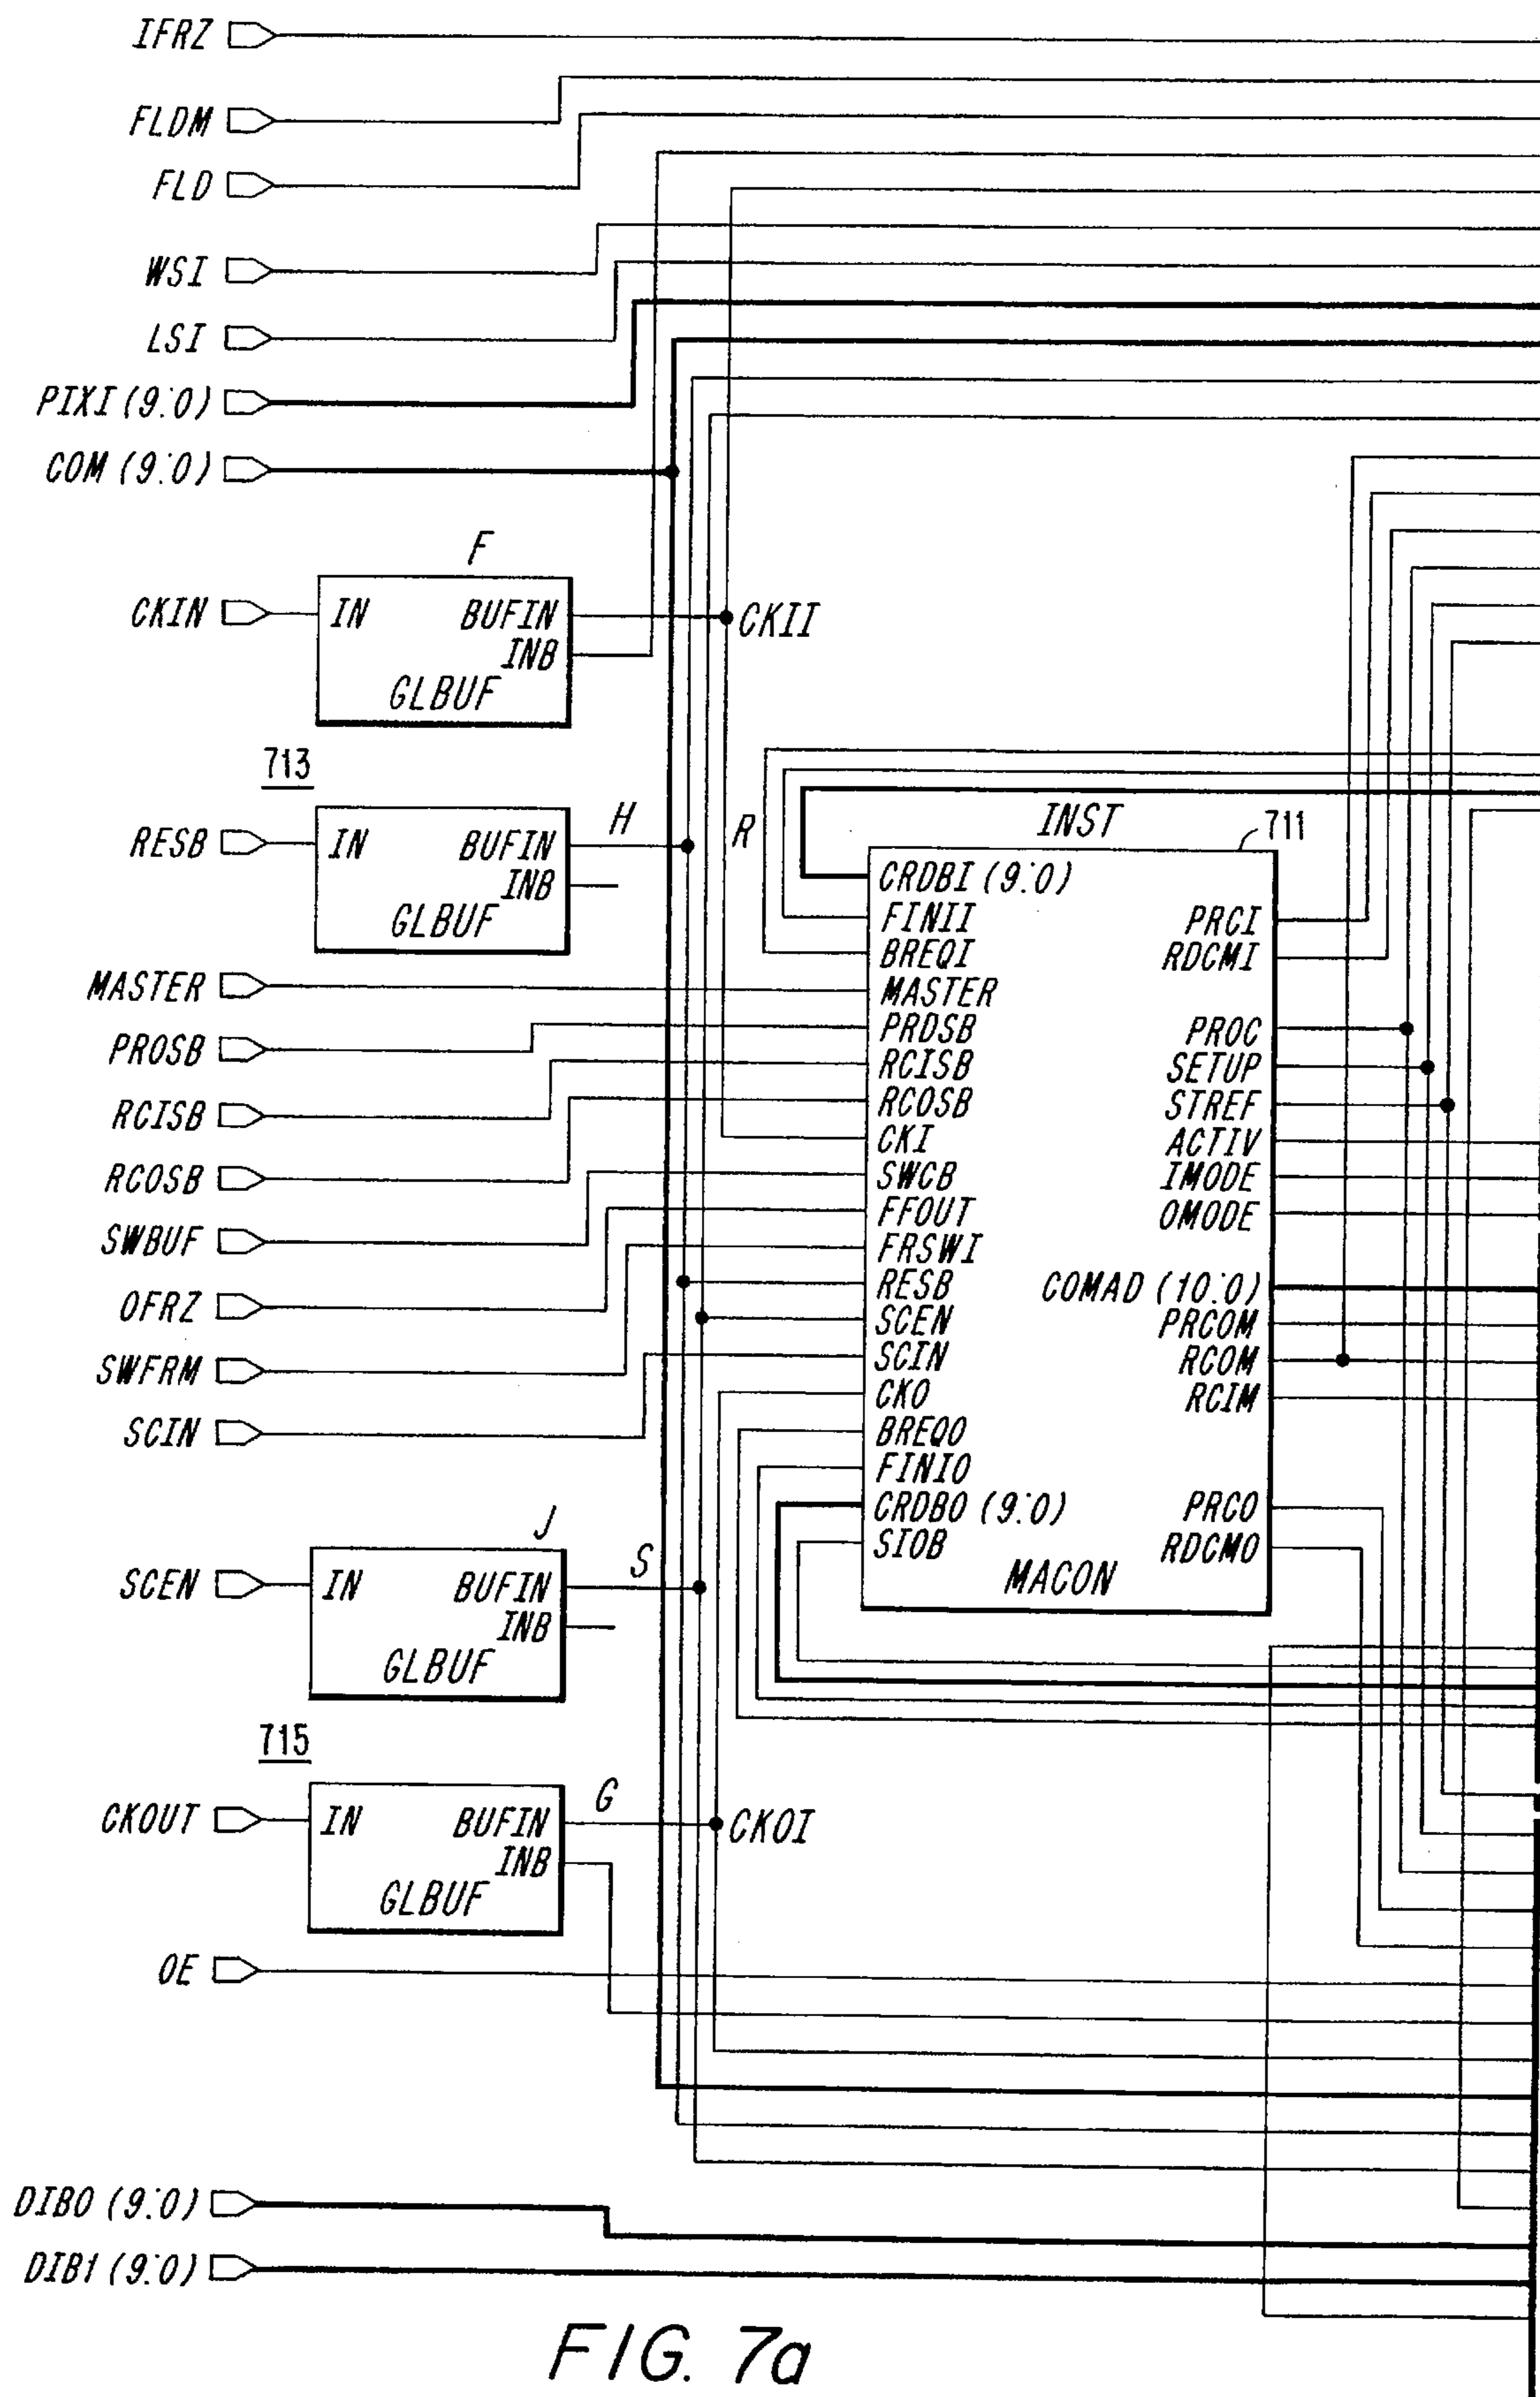 IFRZ
FLDM
FLD
WSI
LSI
PIXI (9:0)
COM (9:0)
F
CKIN
IN BUFIN
INB
GLBUF
CKII
713
RESB
IN BUFIN
INB
GLBUF
H
R
INST
711
CRDBI (9:0)
FINII
BREQI
MASTER
PRDSB
RCISB
RCOSB
CKI
SWCB
FFOUT
FRSWI
RESB
SCEN
SCIN
CKO
BREQO
FINIO
CRDBO (9:0)
SIOB
PRCI
RDCMI
PROC
SETUP
STREF
ACTIV
IMODE
OMODE
COMAD (10:0)
PRCOM
RCOM
RCIM
PRCO
RDCMO
MACON
MASTER
PROSB
RCISB
RCOSB
SWBUF
OFRZ
SWFRM
SCIN
J
SCEN
IN BUFIN
INB
GLBUF
S
715
CKOUT
IN BUFIN
INB
GLBUF
G
CKOI
OE
DIBO (9:0)
DIB1 (9:0)
FIG. 7a